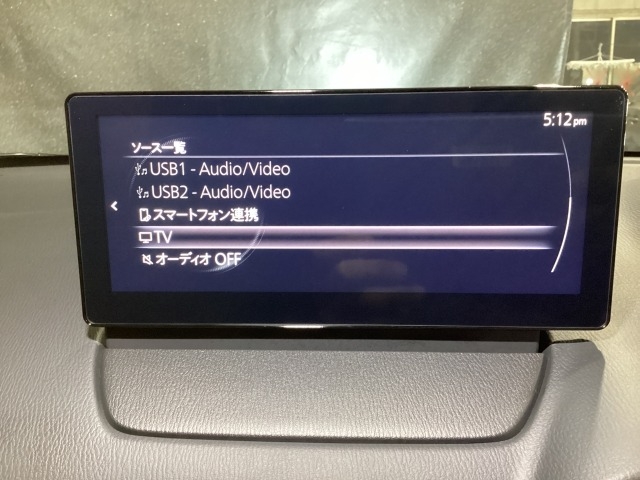 5:12pm
ソース一覧
USB1 - Audio/Video
USB2 - Audio/Video
スマートフォン連携
TV
オーディオ OFF